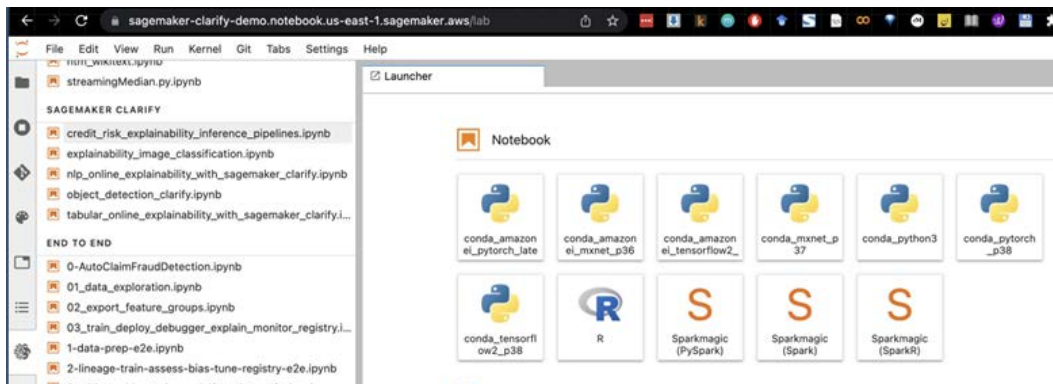 sagemaker-clarify-demo.notebook.us-east-1.sagemaker.aws/lab
File Edit View Run Kernel Git Tabs Settings Help
htm_wikitext.ipynb
streamingMedian.py.ipynb
SAGEMAKER CLARIFY
credit_risk_explainability_inference_pipelines.ipynb
explainability_image_classification.ipynb
nlp_online_explainability_with_sagemaker_clarify.ipynb
object_detection_clarify.ipynb
tabular_online_explainability_with_sagemaker_clarify.i...
END TO END
0-AutoClaimFraudDetection.ipynb
01_data_exploration.ipynb
02_export_feature_groups.ipynb
03_train_deploy_debugger_explain_monitor_registry.i...
1-data-prep-e2e.ipynb
2-lineage-train-assess-bias-tune-registry-e2e.ipynb
Launcher
Notebook
conda_amazon
ei_pytorch_late
conda_amazon
ei_mxnet_p36
conda_amazon
ei_tensorflow2_
conda_mxnet_p
37
conda_python3
conda_pytorch
_p38
conda_tensorfl
ow2_p38
R
Sparkmagic
(PySpark)
Sparkmagic
(Spark)
Sparkmagic
(SparkR)